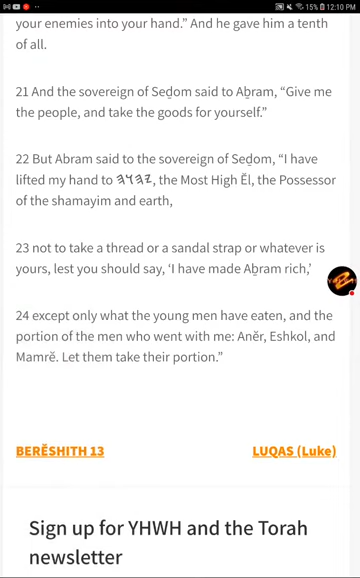 15% 12:10 PM
your enemies into your hand.” And he gave him a tenth
of all.
21 And the sovereign of Seḏom said to Aḇram, “Give me
the people, and take the goods for yourself.”
22 But Abram said to the sovereign of Seḏom, “I have
lifted my hand to 𐤉𐤄𐤅𐤄, the Most High Ěl, the Possessor
of the shamayim and earth,
23 not to take a thread or a sandal strap or whatever is
yours, lest you should say, ‘I have made Aḇram rich,’
24 except only what the young men have eaten, and the
portion of the men who went with me: Aněr, Eshkol, and
Mamrě. Let them take their portion.”
BERĔSHITH 13 LUQAS (Luke)
Sign up for YHWH and the Torah
newsletter